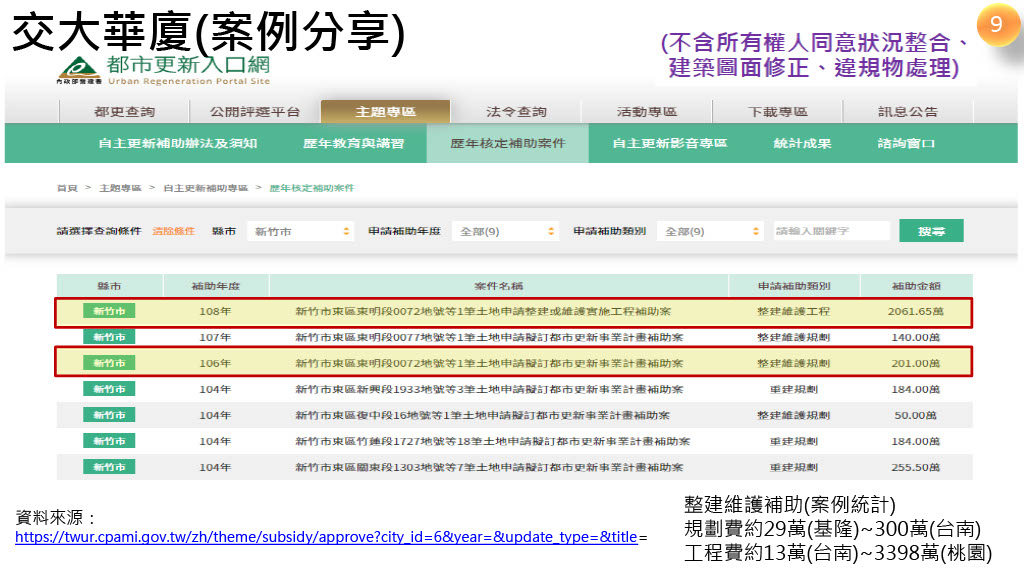 交大華廈(案例分享)
(不含所有權人同意狀況整合、
建築圖面修正、違規物處理)
9
內政部營建署
都市更新入口網
Urban Regeneration Portal Site
都更查詢 公開評選平台 主題專區 法令查詢 活動專區 下載專區 訊息公告
自主更新補助辦法及須知 歷年教育與講習 歷年核定補助案件 自主更新影音專區 統計成果 諮詢窗口
首頁 > 主題專區 > 自主更新補助專區 > 歷年核定補助案件
請選擇查詢條件 清除條件 縣市 新竹市 申請補助年度 全部(9) 申請補助類別 全部(9) 請輸入關鍵字 搜尋
縣市 補助年度 案件名稱 申請補助類別 補助金額
新竹市 108年 新竹市東區東明段0072地號等1筆土地申請整建或維護實施工程補助案 整建維護工程 2061.65萬
新竹市 107年 新竹市東區東明段0077地號等1筆土地申請擬訂都市更新事業計畫補助案 整建維護規劃 140.00萬
新竹市 106年 新竹市東區東明段0072地號等1筆土地申請擬訂都市更新事業計畫補助案 整建維護規劃 201.00萬
新竹市 104年 新竹市東區新興段1933地號等3筆土地申請擬訂都市更新事業計畫補助案 重建規劃 184.00萬
新竹市 104年 新竹市東區復中段16地號等1筆土地申請擬訂都市更新事業計畫補助案 整建維護規劃 50.00萬
新竹市 104年 新竹市東區竹蓮段1727地號等18筆土地申請擬訂都市更新事業計畫補助案 重建規劃 184.00萬
新竹市 104年 新竹市東區關東段1303地號等7筆土地申請擬訂都市更新事業計畫補助案 重建規劃 255.50萬
資料來源：
https://twur.cpami.gov.tw/zh/theme/subsidy/approve?city_id=6&year=&update_type=&title=
整建維護補助(案例統計)
規劃費約29萬(基隆)~300萬(台南)
工程費約13萬(台南)~3398萬(桃園)